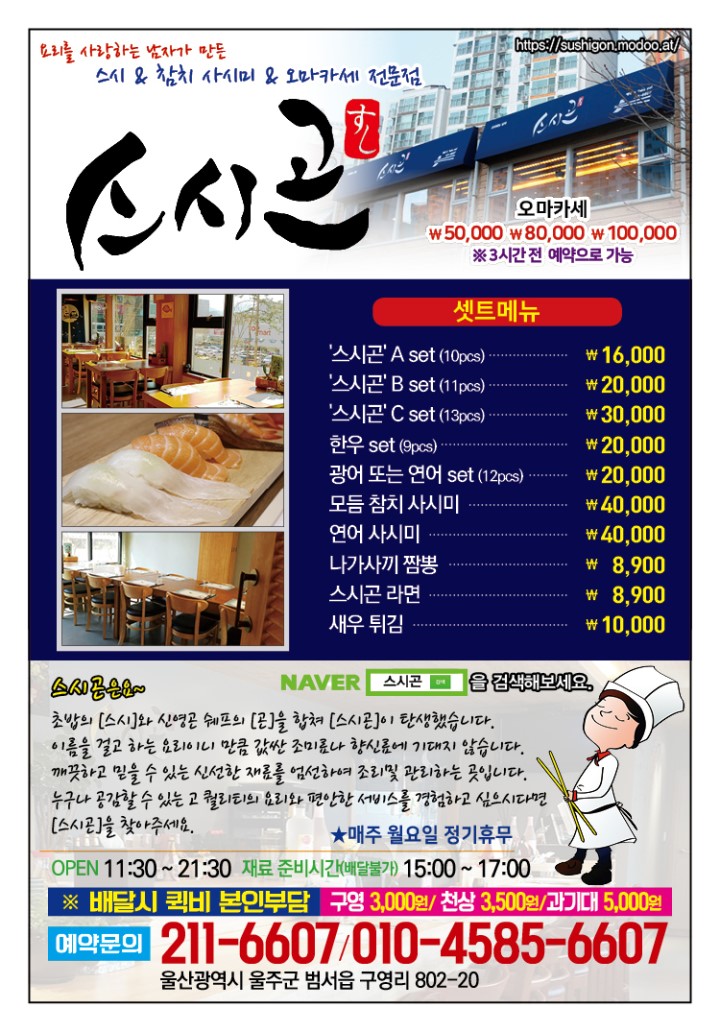 요리를 사랑하는 남자가 만든
스시 & 참치 사시미 & 오마카세 전문점
https://sushigon.modoo.at/
스시곤
すし
스시곤
스시곤
오마카세
₩50,000 ₩80,000 ₩100,000
※3시간 전 예약으로 가능
셋트메뉴
'스시곤' A set (10pcs) ₩16,000
'스시곤' B set (11pcs) ₩20,000
'스시곤' C set (13pcs) ₩30,000
한우 set (9pcs) ₩20,000
광어 또는 연어 set (12pcs) ₩20,000
모듬 참치 사시미 ₩40,000
연어 사시미 ₩40,000
나가사끼 짬뽕 ₩ 8,900
스시곤 라면 ₩ 8,900
새우 튀김 ₩10,000
스시곤은요~
NAVER 스시곤 검색 을 검색해보세요.
초밥의 [스시]와 신영곤 쉐프의 [곤]을 합쳐 [스시곤]이 탄생했습니다.
이름을 걸고 하는 요리이니 만큼 값싼 조미료나 향신료에 기대지 않습니다.
깨끗하고 믿을 수 있는 신선한 재료를 엄선하여 조리및 관리하는 곳입니다.
누구나 공감할 수 있는 고 퀄리티의 요리와 편안한 서비스를 경험하고 싶으시다면
[스시곤]을 찾아주세요.
★매주 월요일 정기휴무
OPEN 11:30 ~ 21:30 재료 준비시간(배달불가) 15:00 ~ 17:00
※ 배달시 퀵비 본인부담 구영 3,000원/ 천상 3,500원/과기대 5,000원
예약문의 211-6607/010-4585-6607
울산광역시 울주군 범서읍 구영리 802-20